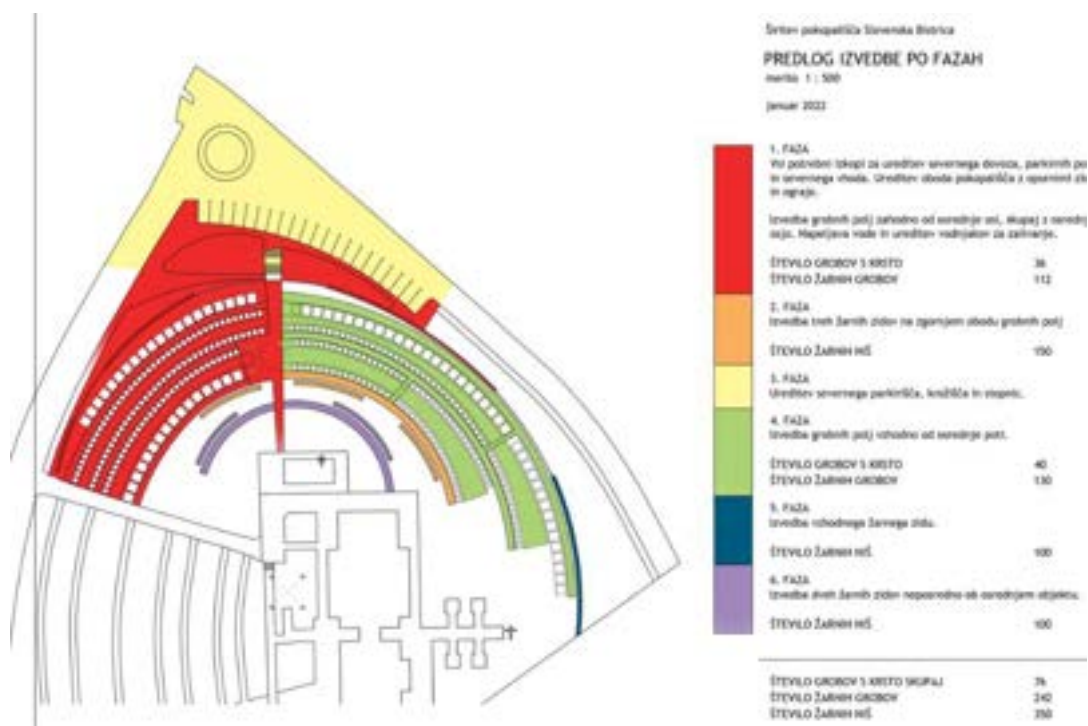 Širitev pokopališča Slovenska Bistrica
PREDLOG IZVEDBE PO FAZAH
merilo 1 : 500
januar 2022
1. FAZA
Vsi potrebni izkopi za ureditev severnega dovoza, parkirnih
in severnega vhoda. Ureditev oboda pokopališča z opornimi
in ograjo.
Izvedba grobnih polj zahodno od osrednje osi, skupaj z
osjo. Napeljava vode in ureditev vodnjakov za zalivanje.
ŠTEVILO GROBOV S KRSTO 36
ŠTEVILO ŽARNIH GROBOV 112
2. FAZA
Izvedba treh žarnih zidov na zgornjem obodu grobnih polj
ŠTEVILO ŽARNIH NIŠ 150
3. FAZA
Ureditev severnega parkirišča, krožišča in stopnic.
4. FAZA
Izvedba grobnih polj vzhodno od osrednje poti.
ŠTEVILO GROBOV S KRSTO 40
ŠTEVILO ŽARNIH GROBOV 130
5. FAZA
Izvedba vzhodnega žarnega zidu.
ŠTEVILO ŽARNIH NIŠ 100
6. FAZA
Izvedba dveh žarnih zidov neposredno ob osrednjem objektu.
ŠTEVILO ŽARNIH NIŠ 100
ŠTEVILO GROBOV S KRSTO SKUPAJ 76
ŠTEVILO ŽARNIH GROBOV 242
ŠTEVILO ŽARNIH NIŠ 350